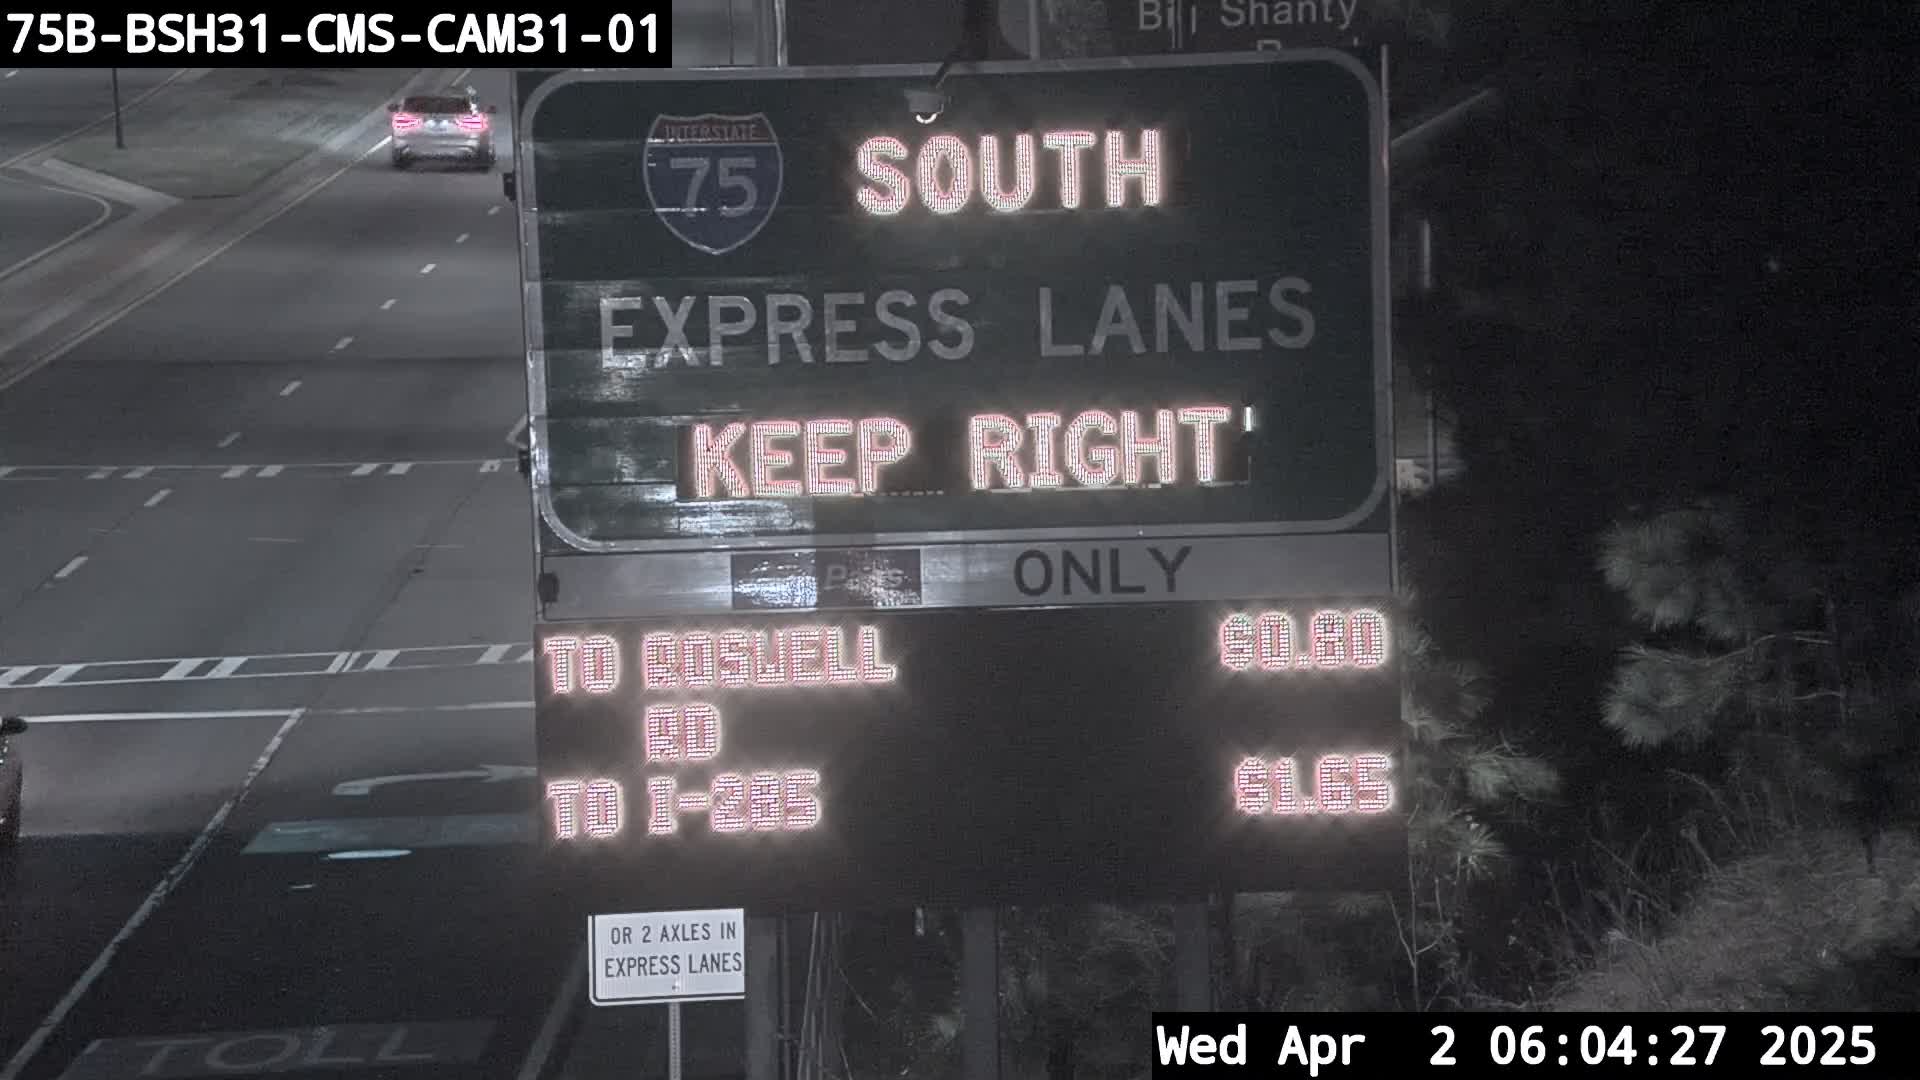 75B-BSH31-CMS-CAM31-01
Shanty
INTERSTATE
75
SOUTH
EXPRESS LANES
KEEP RIGHT
ONLY
TO ROSWELL $0.80
RD
TO I-285 $1.65
OR 2 AXLES IN
EXPRESS LANES
TOLL
Wed Apr 2 06:04:27 2025